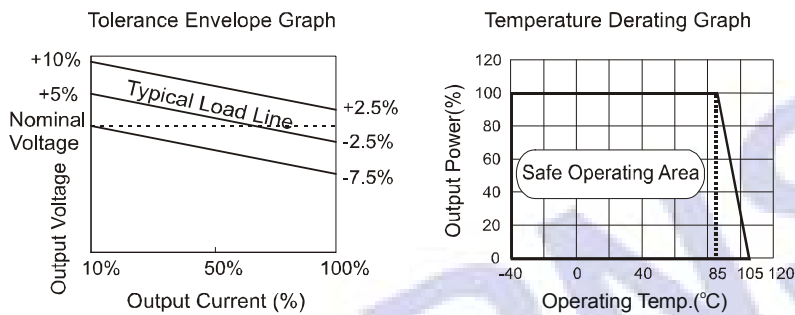 Tolerance Envelope Graph
+10%
+5%
Nominal
Voltage
Typical Load Line
+2.5%
-2.5%
-7.5%
Output Voltage
10%
50%
100%
Output Current (%)
Temperature Derating Graph
Output Power(%)
120
100
80
60
40
20
0
Safe Operating Area
-40
0
40
85
105
120
Operating Temp.(℃)